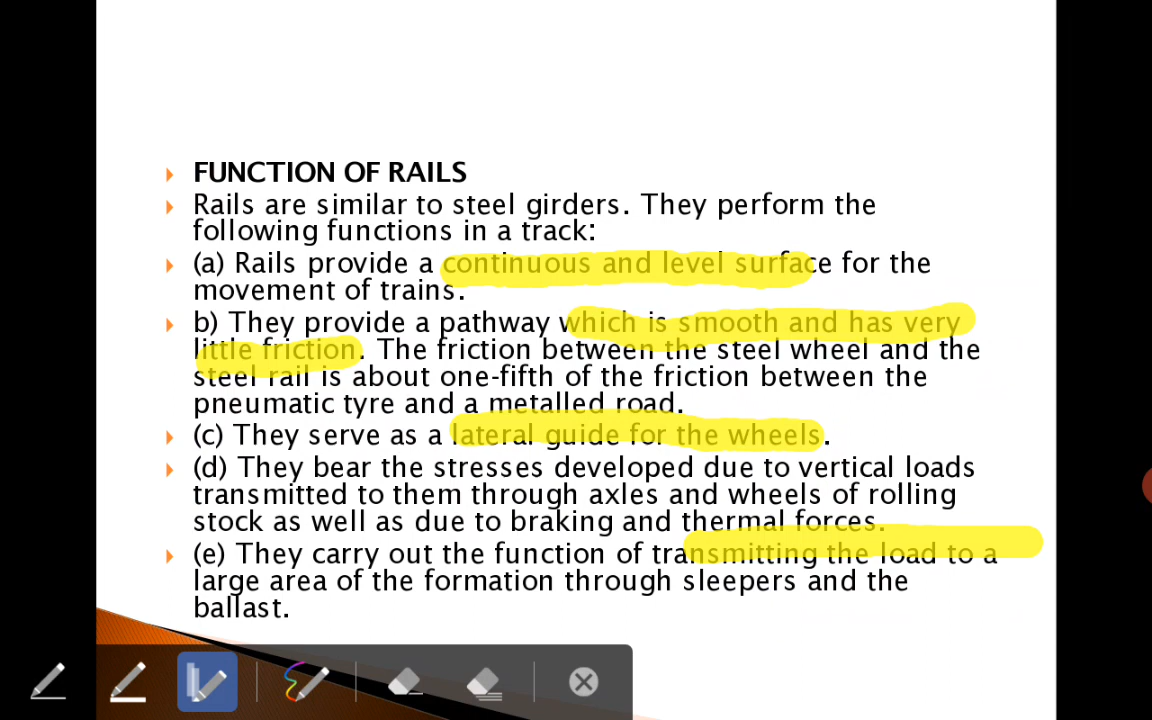 FUNCTION OF RAILS
Rails are similar to steel girders. They perform the
following functions in a track:
(a) Rails provide a continuous and level surface for the
movement of trains.
b) They provide a pathway which is smooth and has very
little friction. The friction between the steel wheel and the
steel rail is about one-fifth of the friction between the
pneumatic tyre and a metalled road.
(c) They serve as a lateral guide for the wheels.
(d) They bear the stresses developed due to vertical loads
transmitted to them through axles and wheels of rolling
stock as well as due to braking and thermal forces.
(e) They carry out the function of transmitting the load to a
large area of the formation through sleepers and the
ballast.